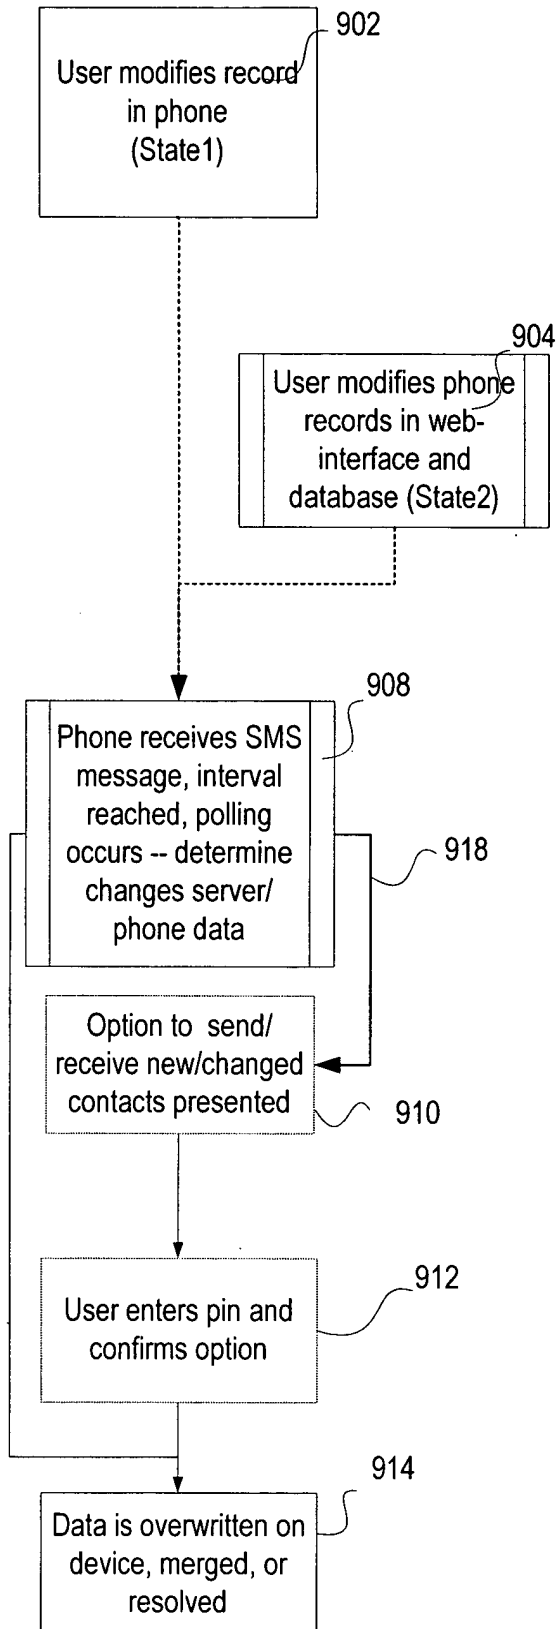 902
User modifies record
in phone
(State1)
904
User modifies phone
records in web-
interface and
database (State2)
908
Phone receives SMS
message, interval
reached, polling
occurs -- determine
changes server/
phone data
918
Option to send/
receive new/changed
contacts presented
910
912
User enters pin and
confirms option
914
Data is overwritten on
device, merged, or
resolved